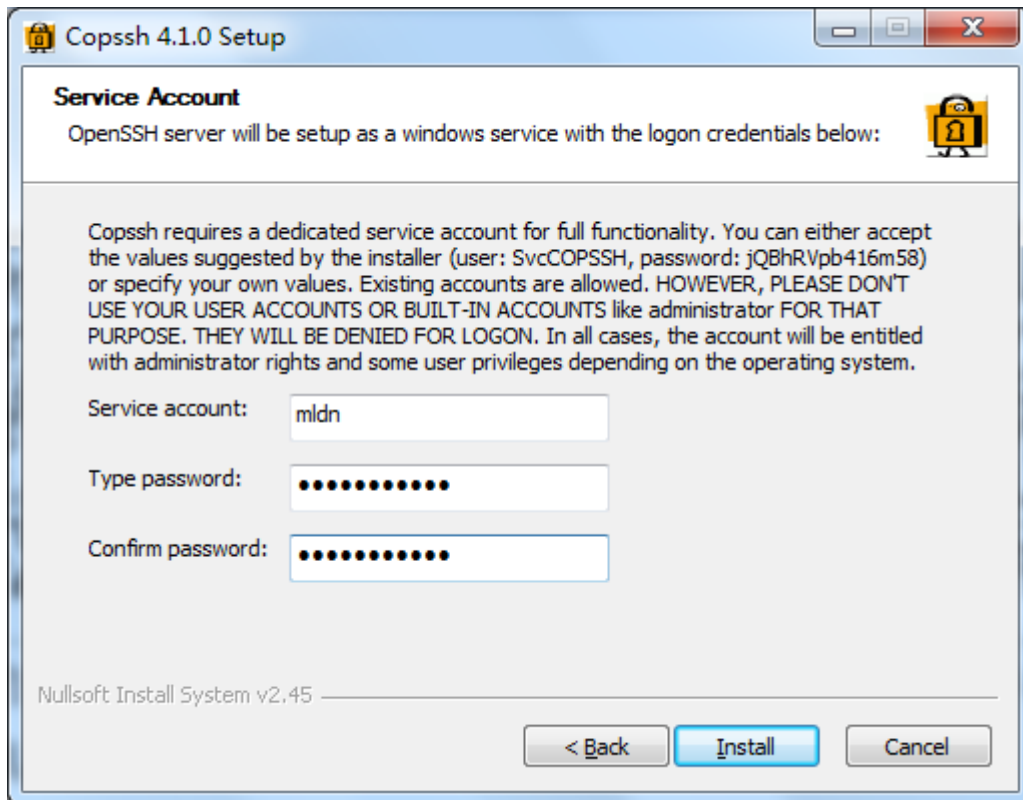 Copssh 4.1.0 Setup
Service Account
OpenSSH server will be setup as a windows service with the logon credentials below:
Copssh requires a dedicated service account for full functionality. You can either accept
the values suggested by the installer (user: SvcCOPSSH, password: jQBhRVpb416m58)
or specify your own values. Existing accounts are allowed. HOWEVER, PLEASE DON'T
USE YOUR USER ACCOUNTS OR BUILT-IN ACCOUNTS like administrator FOR THAT
PURPOSE. THEY WILL BE DENIED FOR LOGON. In all cases, the account will be entitled
with administrator rights and some user privileges depending on the operating system.
Service account: mldn
Type password: •••••••••••
Confirm password: •••••••••••
Nullsoft Install System v2.45
< Back Install Cancel